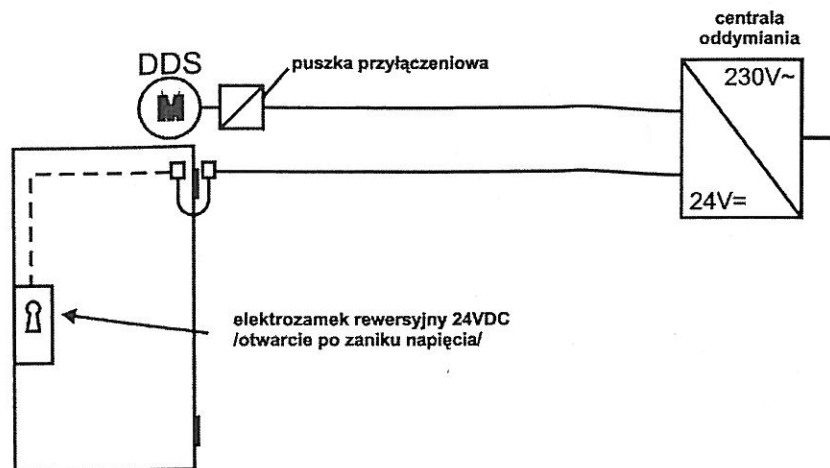 centrala
oddymiania
DDS
puszka przyłączeniowa
M
230V~
24V=
elektrozamek rewersyjny 24VDC
/otwarcie po zaniku napięcia/